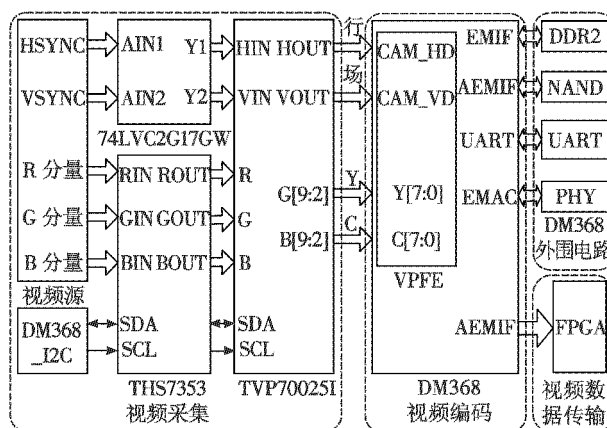 HSYNC
AIN1 Y1
HIN HOUT
行
CAM_HD
EMIF
DDR2
VSYNC
AIN2 Y2
VIN VOUT
场
CAM_VD
AEMIF
NAND
74LVC2G17GW
UART
UART
R 分量
RIN ROUT
R
G[9:2]
Y
Y[7:0]
EMAC
PHY
G 分量
GIN GOUT
G
B[9:2]
C
C[7:0]
DM368
外围电路
B 分量
BIN BOUT
B
VPFE
视频源
DM368
_I2C
SDA
SCL
SDA
SCL
AEMIF
FPGA
THS7353
TVP70025I
视频采集
DM368
视频编码
视频数
据传输